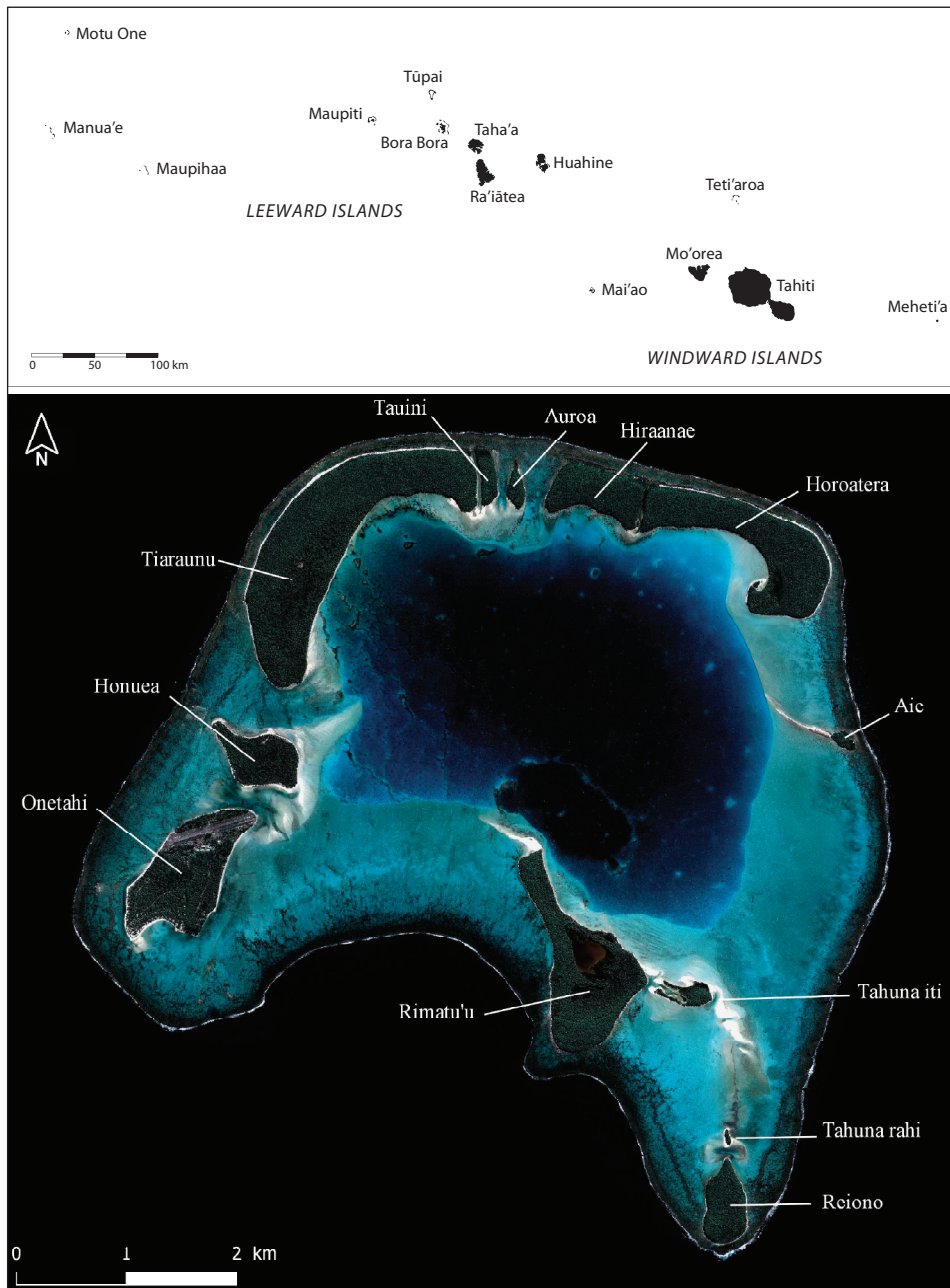 Motu One
Tūpai
Maupiti
Manua'e
Bora Bora
Taha'a
Maupihaa
Huahine
Ra'iātea
Teti'aroa
LEEWARD ISLANDS
Mo'orea
Mai'ao
Tahiti
Meheti'a
0 50 100 km
WINDWARD ISLANDS
Tauini
Auroa
Hiraanae
N
Horoatera
Tiaraunu
Honuea
Aie
Onetahi
Rimatu'u
Tahuna iti
Tahuna rahi
Reiono
0 1 2 km